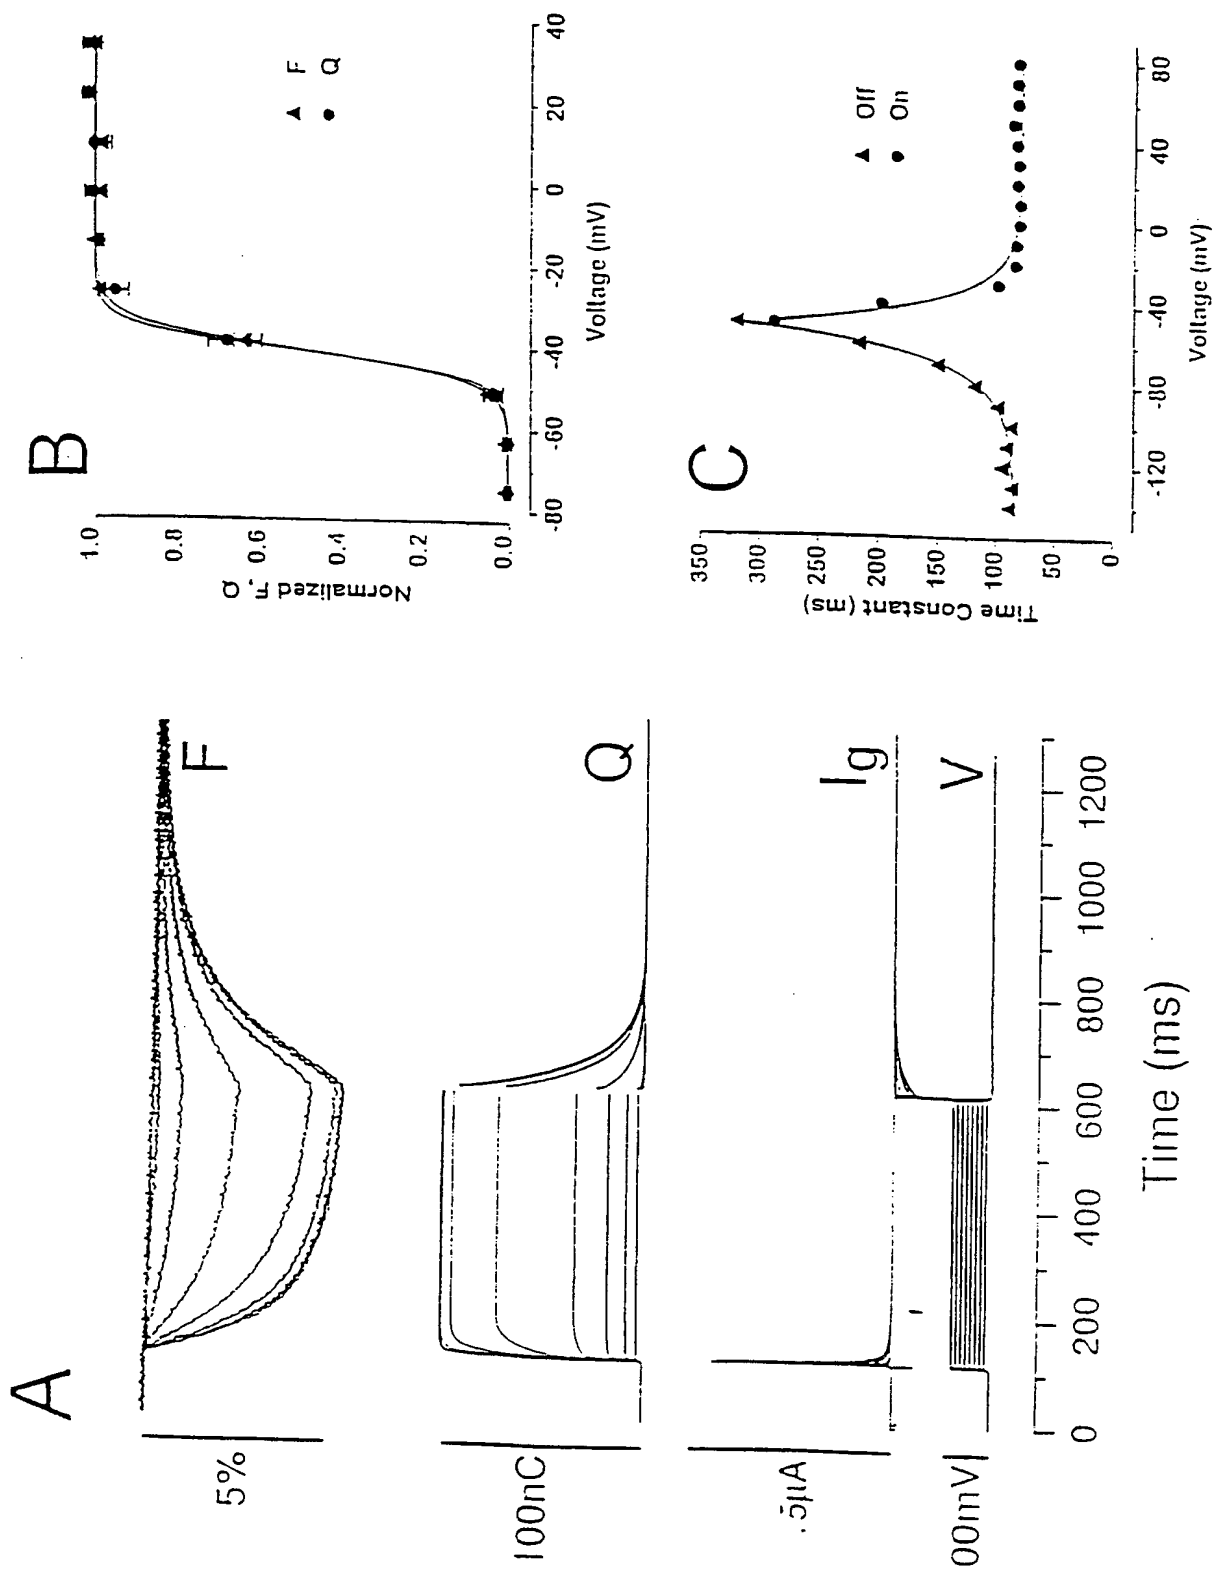 A
5%
F
100nC
Q
.5µA
Ig
00mV
V
0 200 400 600 800 1000 1200
Time (ms)
B
Normalized F, Q
1.0
0.8
0.6
0.4
0.2
0.0
F
Q
-80 -60 -40 -20 0 20 40
Voltage (mV)
C
Time Constant (ms)
350
300
250
200
150
100
50
0
Off
On
-120 -80 -40 0 40 80
Voltage (mV)